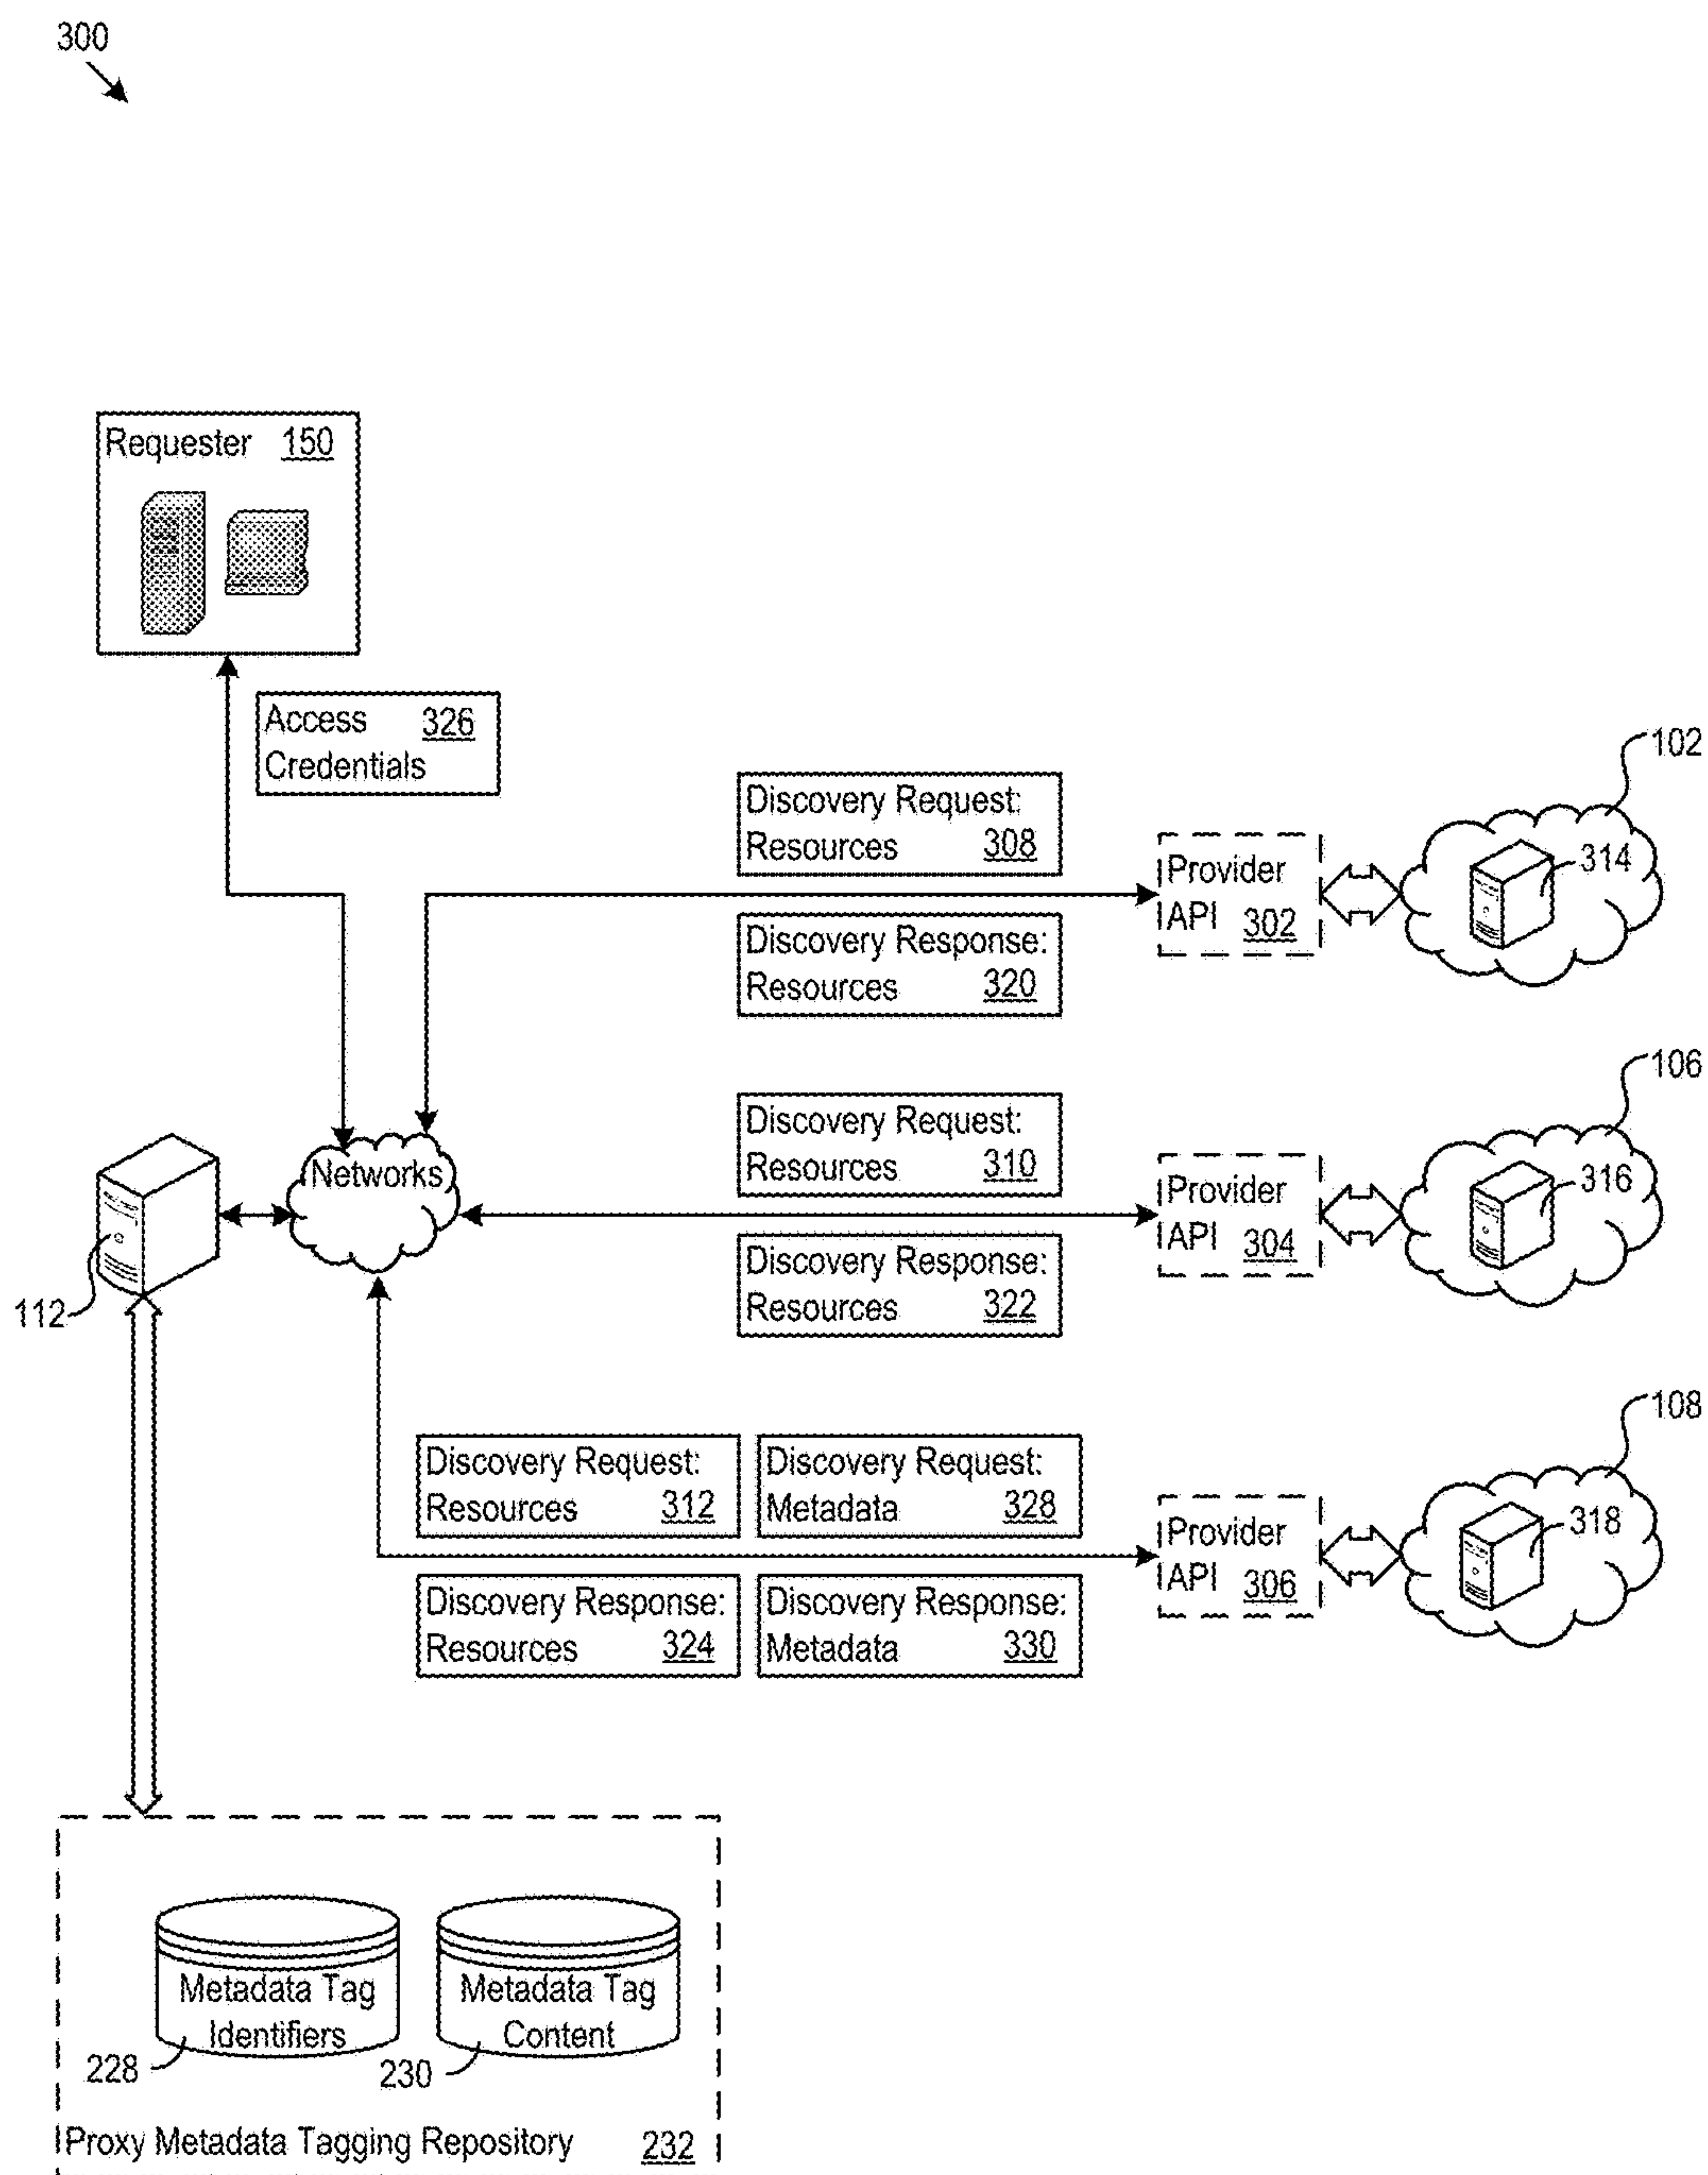 300
Requester 150
Access 326
Credentials
102
Discovery Request:
Resources 308
Provider
API 302
314
Discovery Response:
Resources 320
106
Discovery Request:
Resources 310
Networks
Provider
API 304
316
112
Discovery Response:
Resources 322
108
Discovery Request:
Resources 312
Discovery Request:
Metadata 328
Provider
API 306
318
Discovery Response:
Resources 324
Discovery Response:
Metadata 330
Metadata Tag
Identifiers
228
Metadata Tag
Content
230
Proxy Metadata Tagging Repository 232